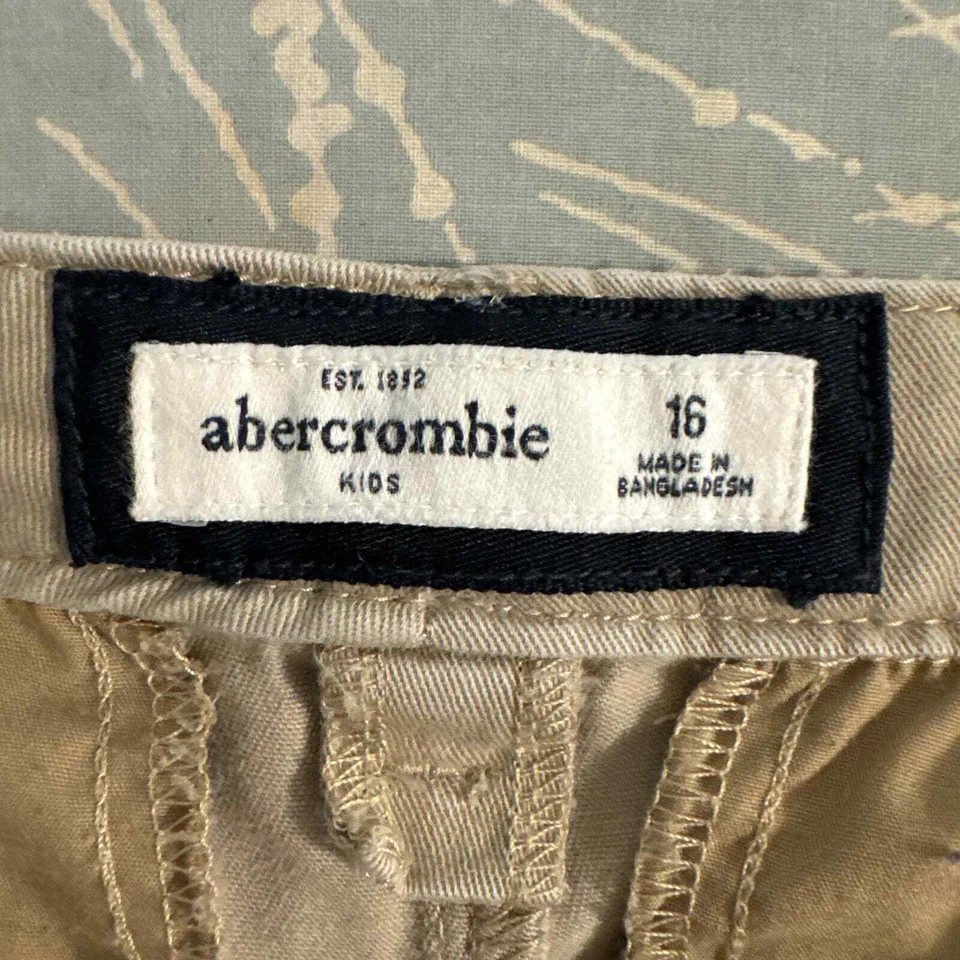 EST. 1892
abercrombie
KIDS
16
MADE IN
BANGLADESH